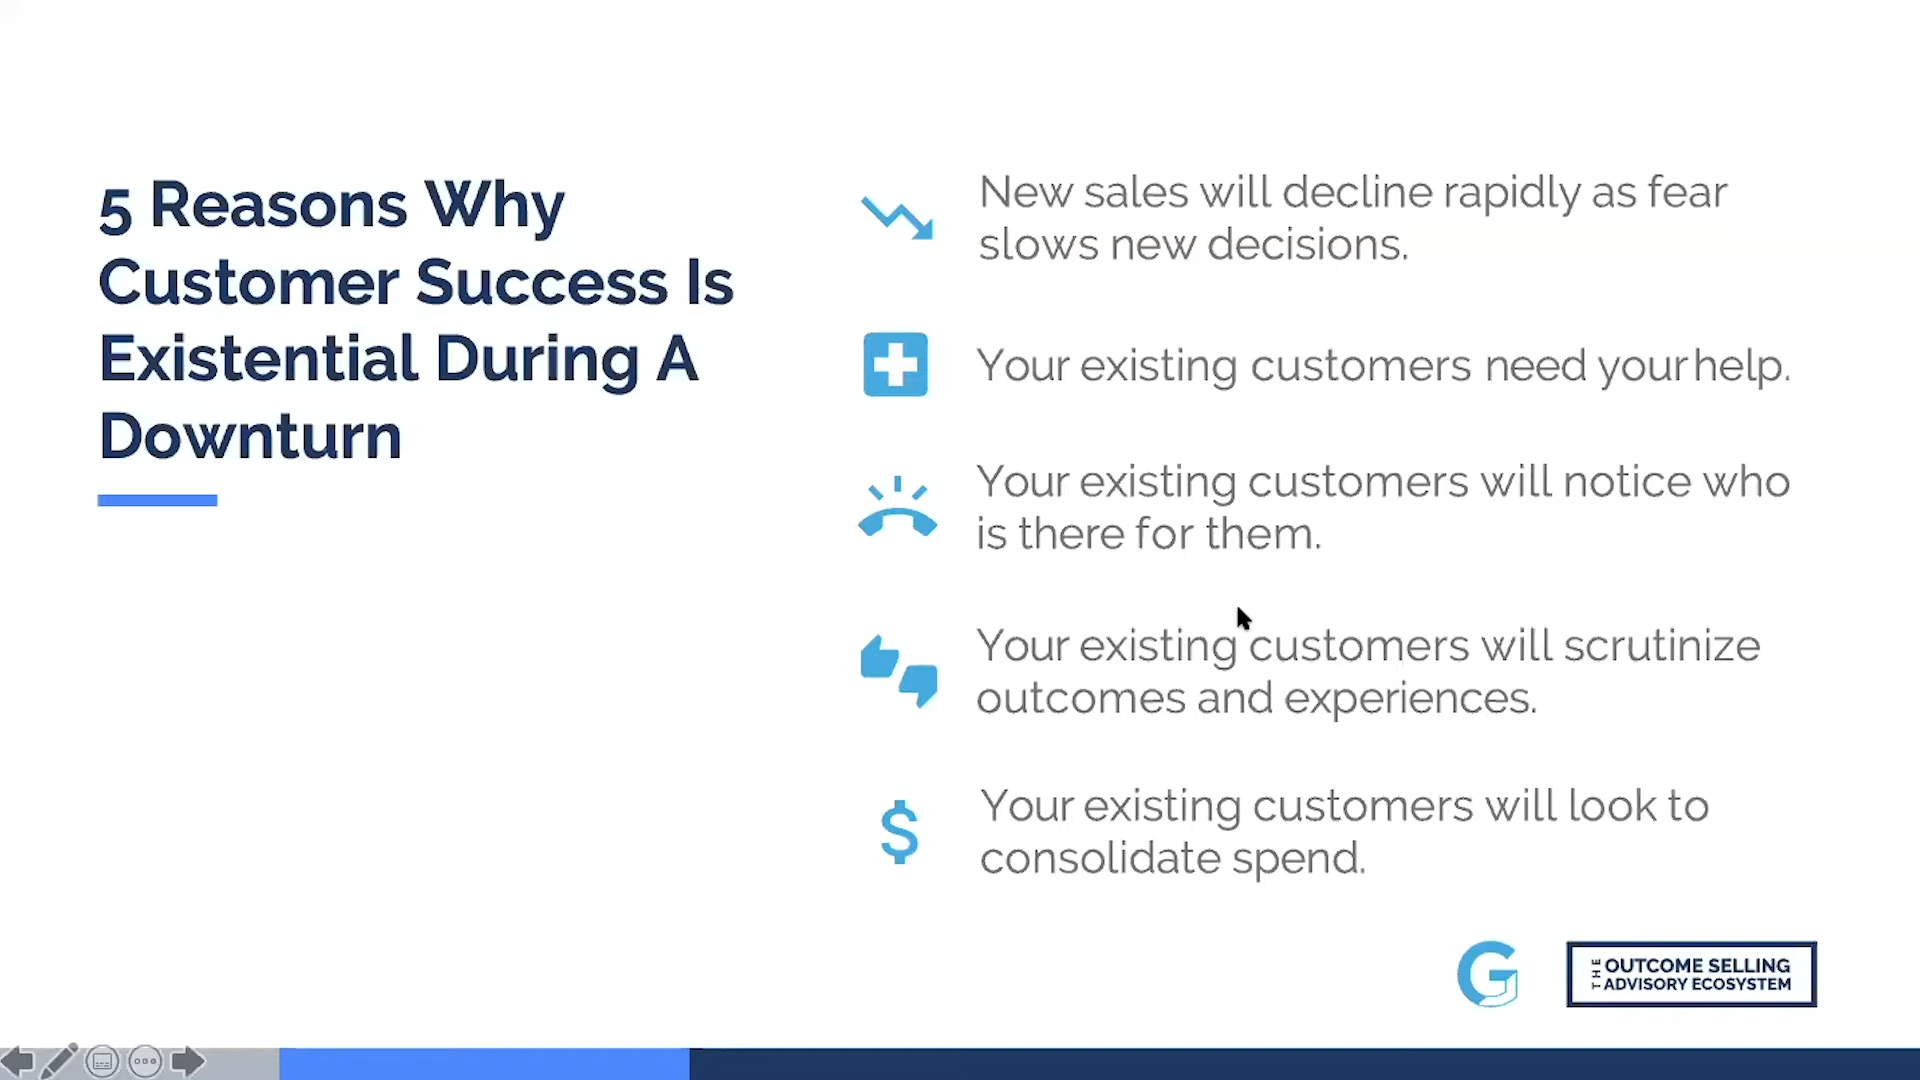 5 Reasons Why
Customer Success Is
Existential During A
Downturn
New sales will decline rapidly as fear
slows new decisions.
Your existing customers need your help.
Your existing customers will notice who
is there for them.
Your existing customers will scrutinize
outcomes and experiences.
$
Your existing customers will look to
consolidate spend.
G
THE OUTCOME SELLING
ADVISORY ECOSYSTEM